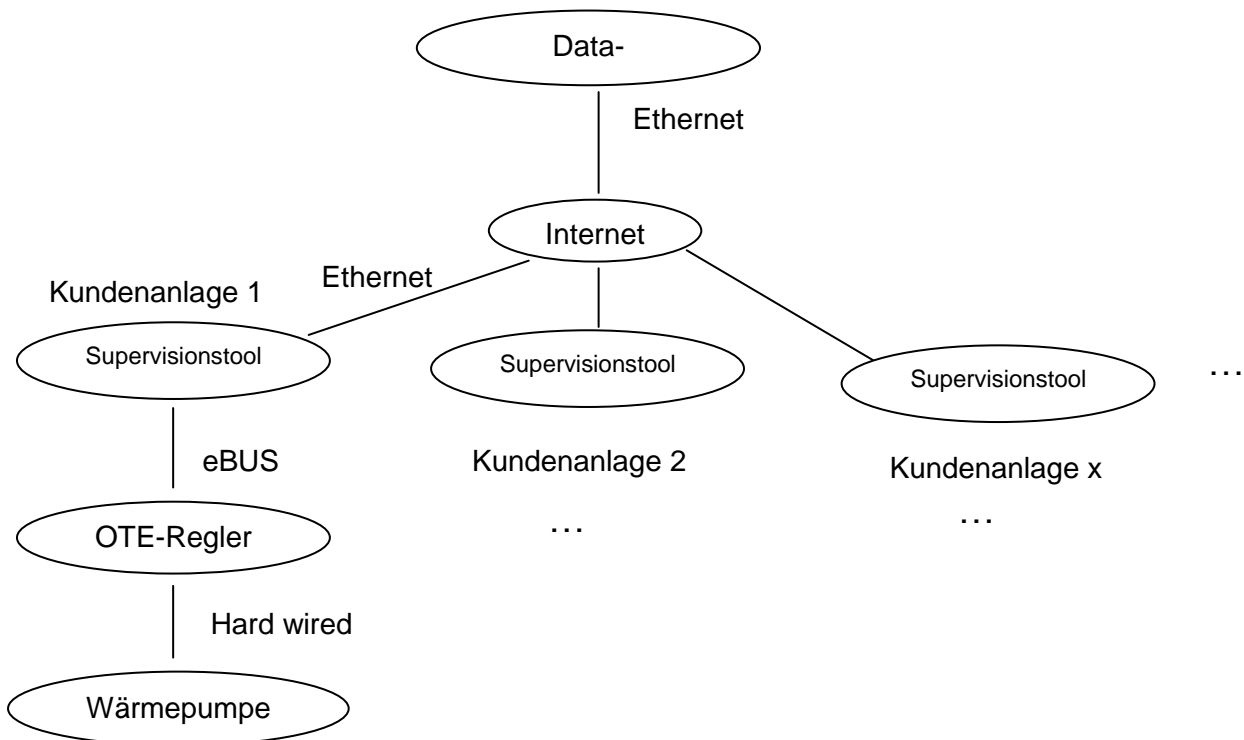 Data-
Ethernet
Internet
Ethernet
Kundenanlage 1
Supervisionstool
Supervisionstool
Supervisionstool
...
eBUS
Kundenanlage 2
Kundenanlage x
OTE-Regler
...
...
Hard wired
Wärmepumpe